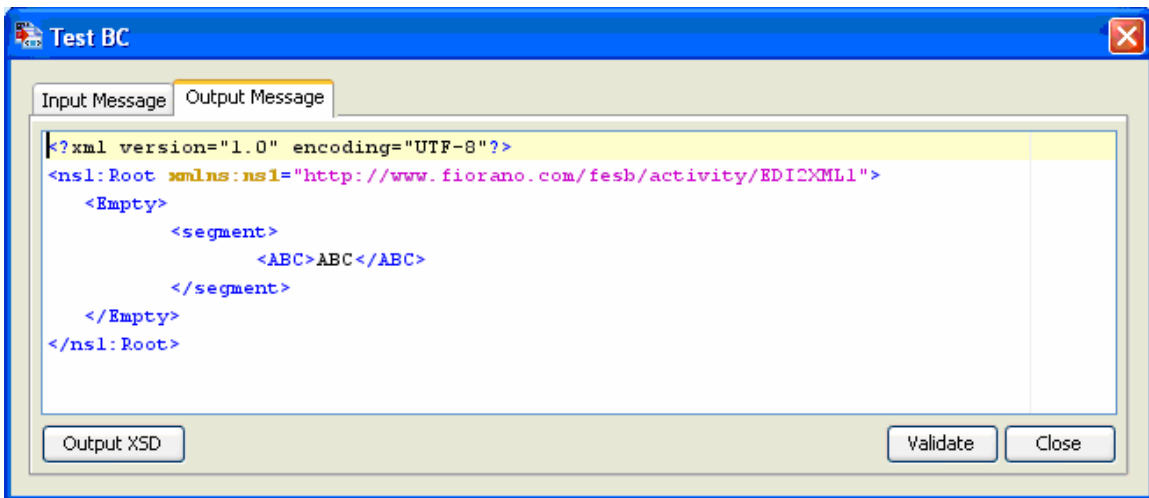 Test BC
Input Message Output Message
<?xml version="1.0" encoding="UTF-8"?>
<ns1:Root xmlns:ns1="http://www.fiorano.com/fesb/activity/EDI2XML1">
<Empty>
<segment>
<ABC>ABC</ABC>
</segment>
</Empty>
</ns1:Root>
Output XSD Validate Close